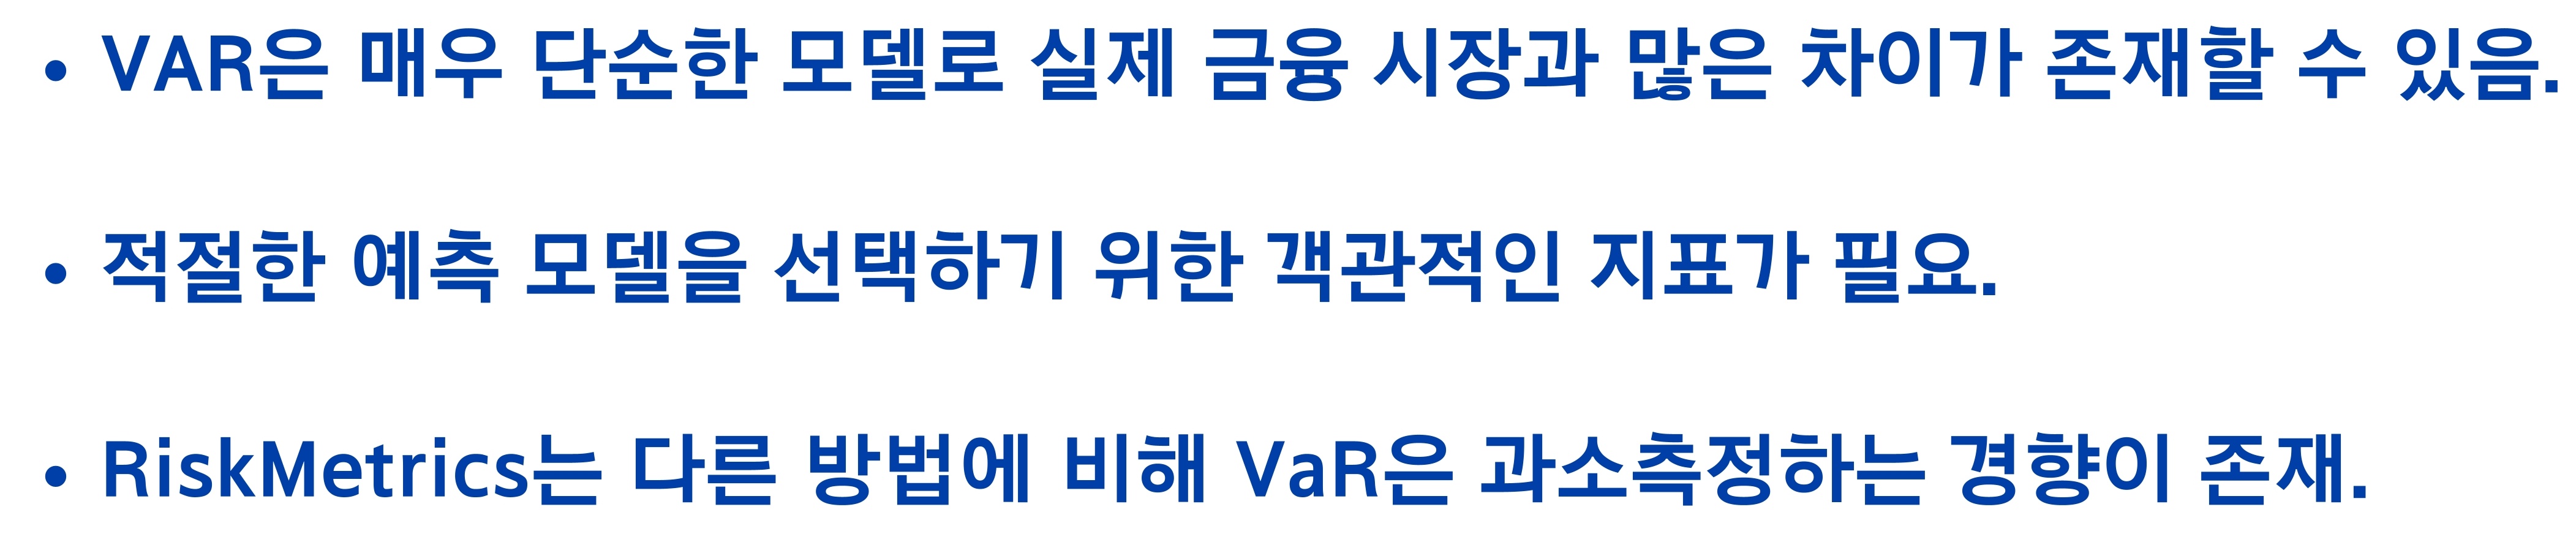 • VAR은 매우 단순한 모델로 실제 금융 시장과 많은 차이가 존재할 수 있음.
• 적절한 예측 모델을 선택하기 위한 객관적인 지표가 필요.
• RiskMetrics는 다른 방법에 비해 VaR은 과소측정하는 경향이 존재.